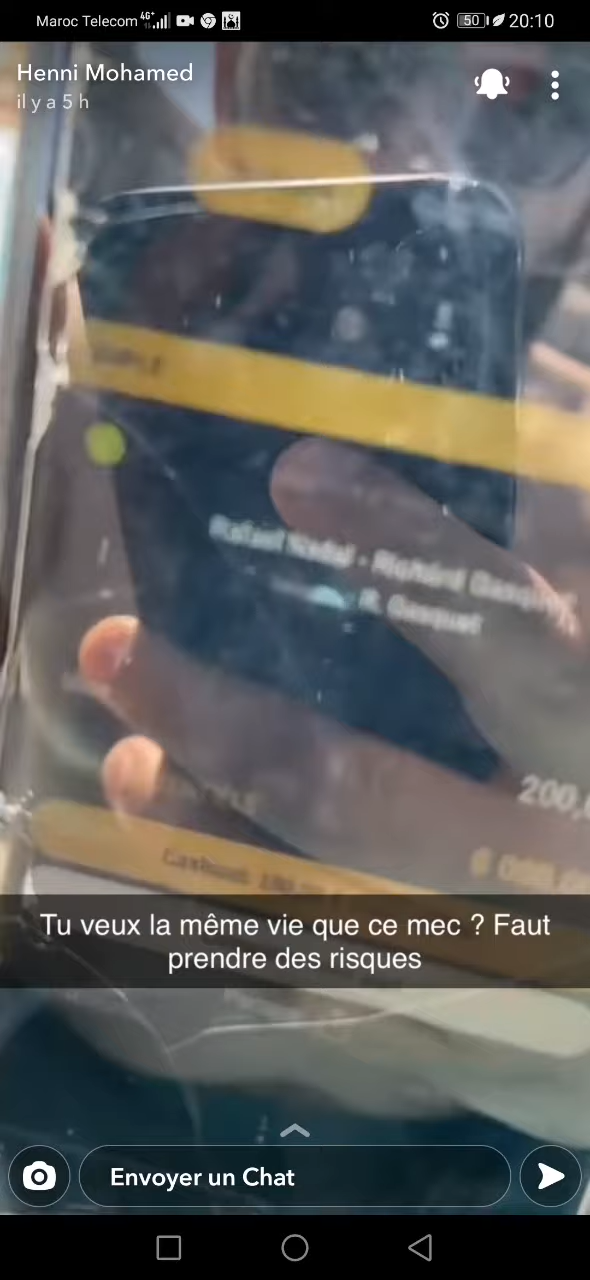 Maroc Telecom 4G+ 50 20:10
Henni Mohamed
il y a 5 h
Rafael Nadal - Richard Gasquet
R. Gasquet
200,
Tu veux la même vie que ce mec ? Faut
prendre des risques
Envoyer un Chat